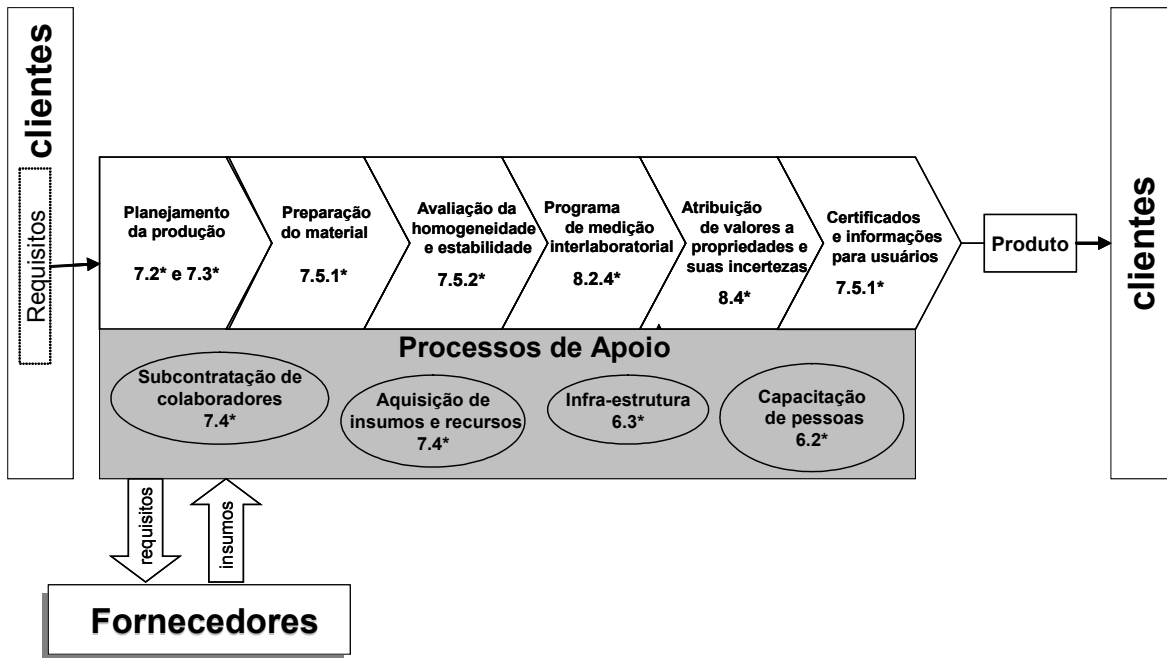 clientes
Requisitos
Planejamento
da produção
7.2* e 7.3*
Preparação
do material
7.5.1*
Avaliação da
homogeneidade
e estabilidade
7.5.2*
Programa
de medição
interlaboratorial
8.2.4*
Atribuição
de valores a
propriedades e
suas incertezas
8.4*
Certificados
e informações
para usuários
7.5.1*
Produto
clientes
Processos de Apoio
Subcontratação de
colaboradores
7.4*
Aquisição de
insumos e recursos
7.4*
Infra-estrutura
6.3*
Capacitação
de pessoas
6.2*
requisitos
insumos
Fornecedores